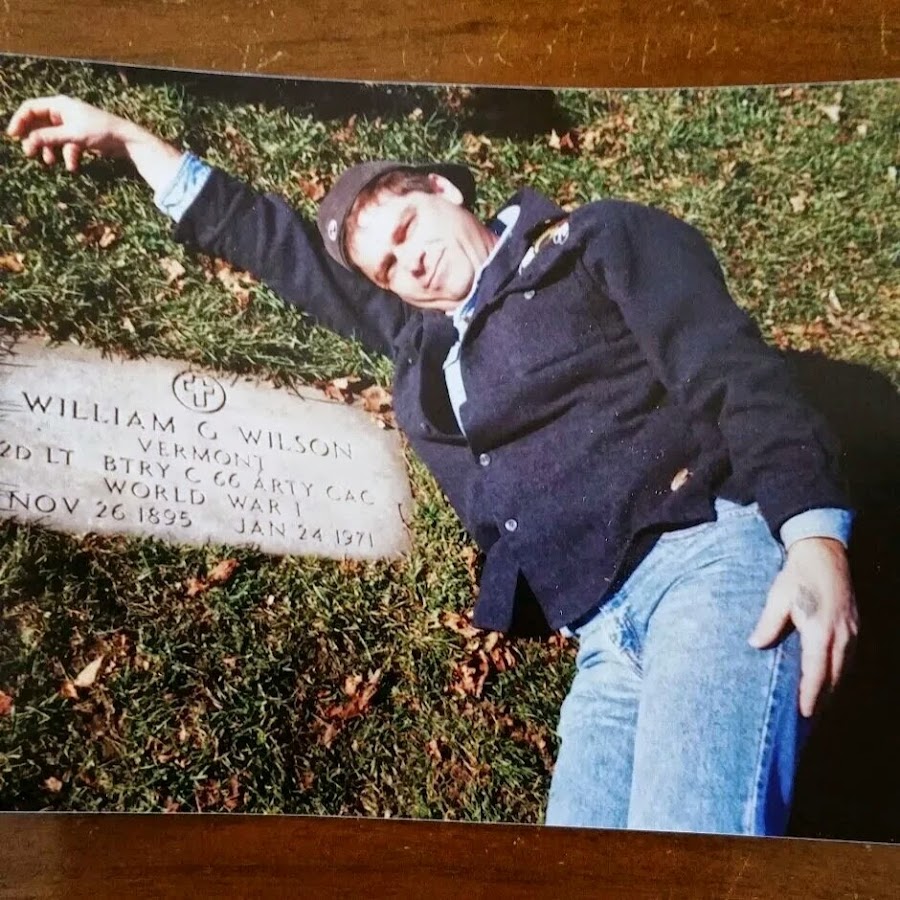 WILLIAM G WILSON
VERMONT
2D LT BTRY C 66 ARTY CAC
WORLD WAR I
NOV 26 1895 JAN 24 1971